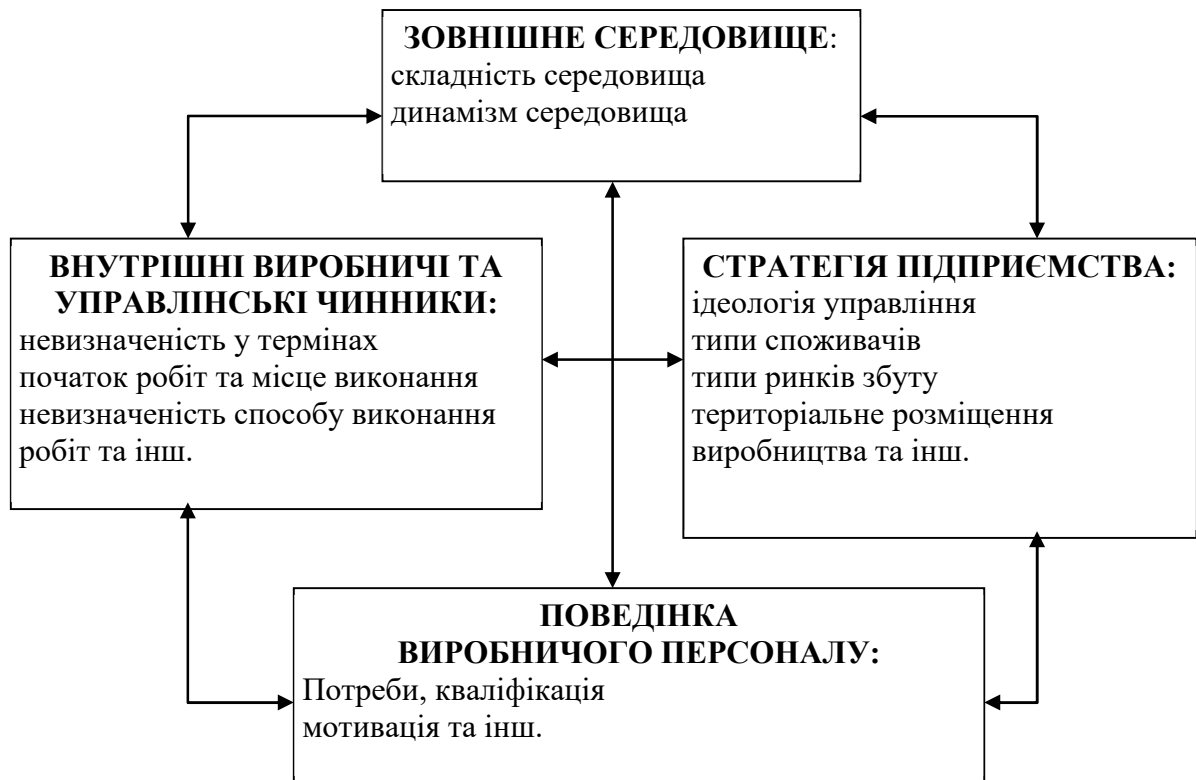 ЗОВНІШНЄ СЕРЕДОВИЩЕ:
складність середовища
динамізм середовища
ВНУТРІШНІ ВИРОБНИЧІ ТА
УПРАВЛІНСЬКІ ЧИННИКИ:
невизначеність у термінах
початок робіт та місце виконання
невизначеність способу виконання
робіт та інш.
СТРАТЕГІЯ ПІДПРИЄМСТВА:
ідеологія управління
типи споживачів
типи ринків збуту
територіальне розміщення
виробництва та інш.
ПОВЕДІНКА
ВИРОБНИЧОГО ПЕРСОНАЛУ:
Потреби, кваліфікація
мотивація та інш.